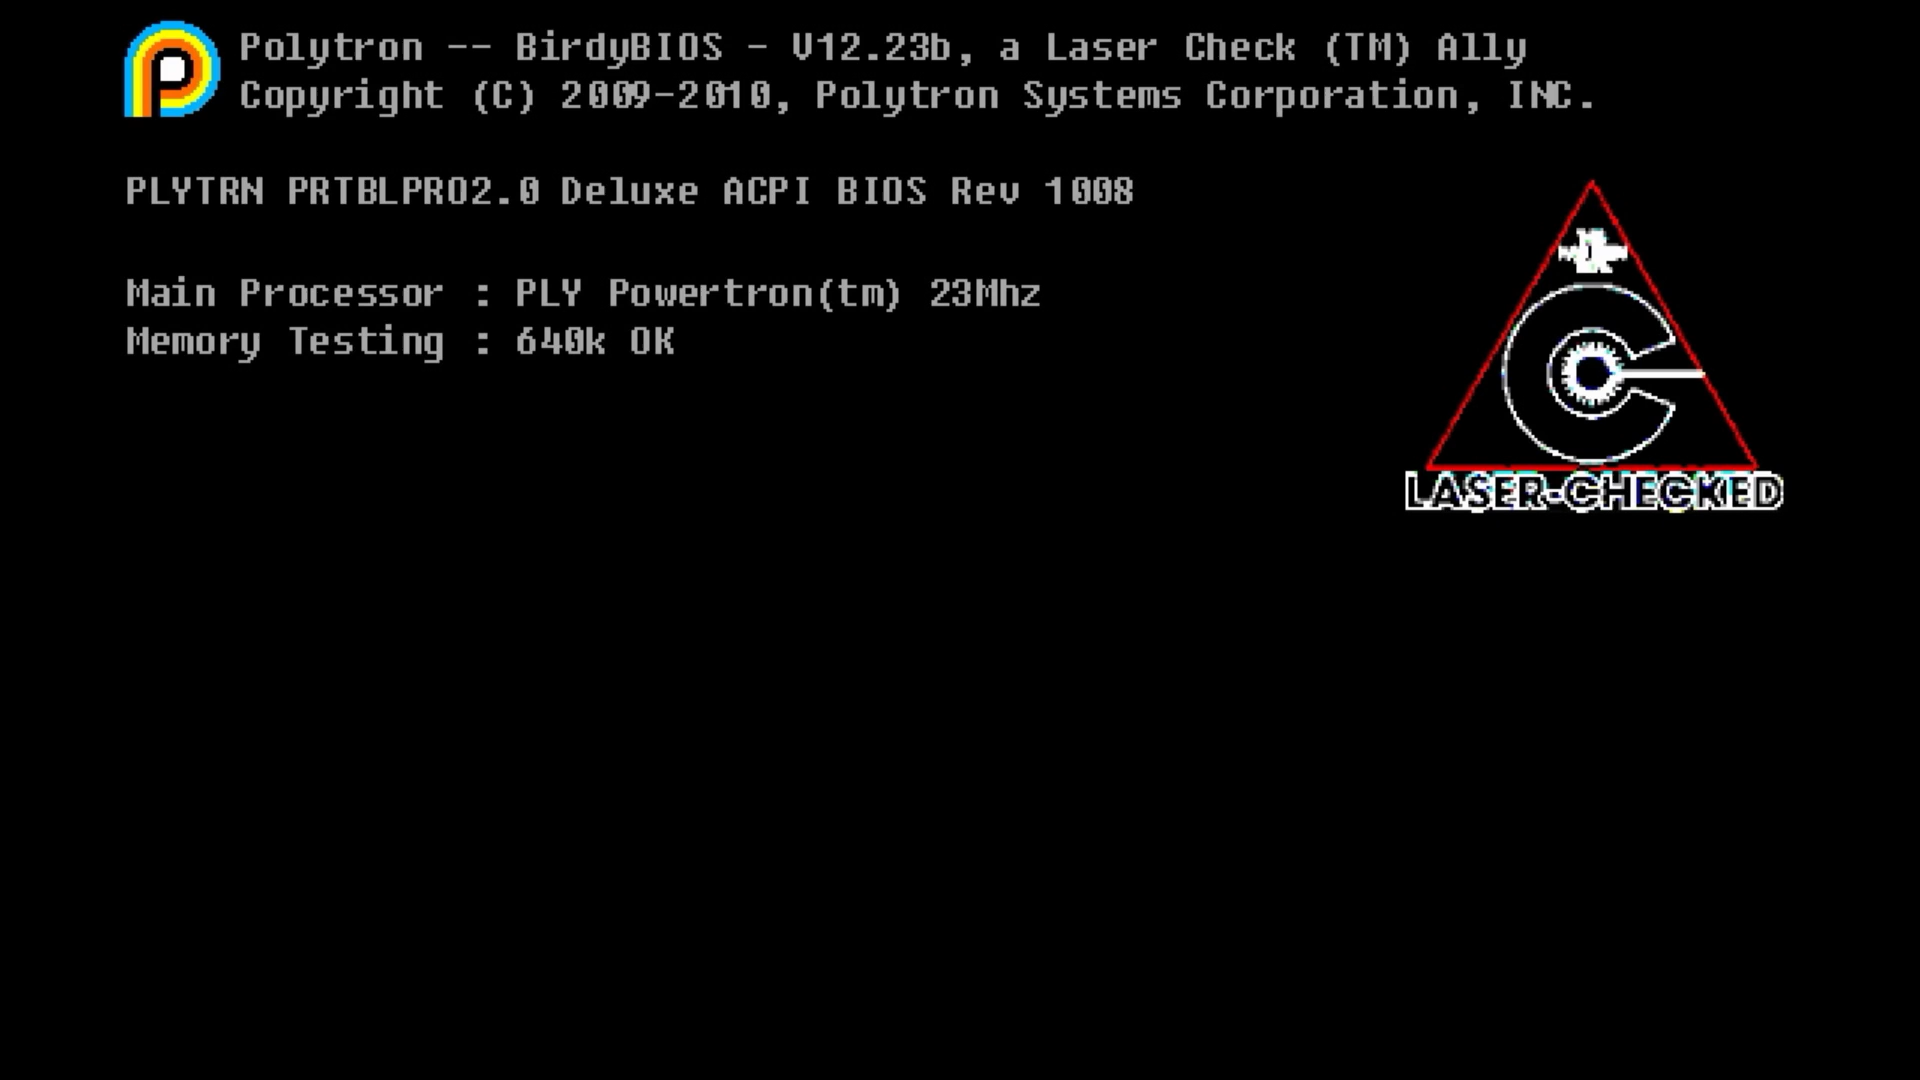 Polytron -- BirdyBIOS - V12.23b, a Laser Check (TM) Ally
Copyright (C) 2009-2010, Polytron Systems Corporation, INC.
PLYTRN PRTBLPRO2.0 Deluxe ACPI BIOS Rev 1008
Main Processor : PLY Powertron(tm) 23Mhz
Memory Testing : 640k OK
LASER-CHECKED